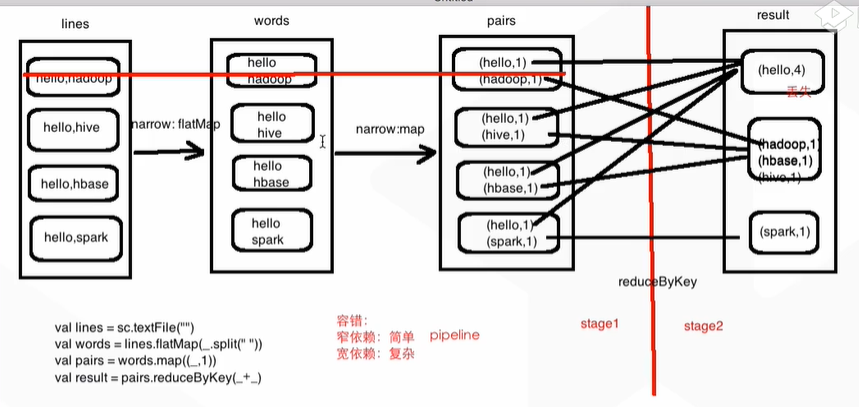 lines
words
pairs
result
hello,hadoop
hello,hive
hello,hbase
hello,spark
narrow: flatMap
hello
hadoop
hello
hive
hello
hbase
hello
spark
narrow:map
(hello,1)
(hadoop,1)
(hello,1)
(hive,1)
(hello,1)
(hbase,1)
(hello,1)
(spark,1)
(hello,4)
丢失
(hadoop,1)
(hbase,1)
(hive,1)
(spark,1)
reduceByKey
stage1
stage2
val lines = sc.textFile("")
val words = lines.flatMap(_.split(" "))
val pairs = words.map((_,1))
val result = pairs.reduceByKey(_+_)
容错:
窄依赖: 简单 pipeline
宽依赖: 复杂